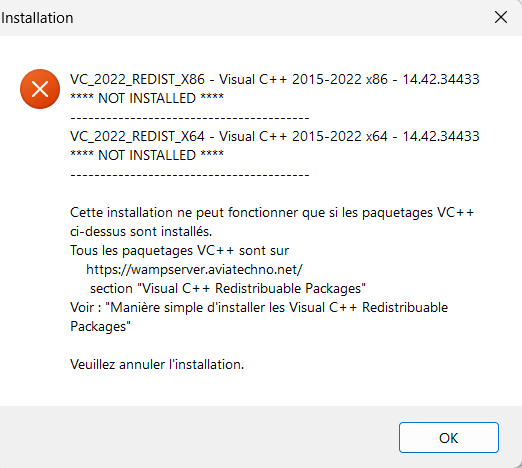 Installation
VC_2022_REDIST_X86 - Visual C++ 2015-2022 x86 - 14.42.34433
**** NOT INSTALLED ****
----------------------------------------
VC_2022_REDIST_X64 - Visual C++ 2015-2022 x64 - 14.42.34433
**** NOT INSTALLED ****
----------------------------------------
Cette installation ne peut fonctionner que si les paquetages VC++
ci-dessus sont installés.
Tous les paquetages VC++ sont sur
https://wampserver.aviatechno.net/
section "Visual C++ Redistribuable Packages"
Voir : "Manière simple d'installer les Visual C++ Redistribuable
Packages"
Veuillez annuler l'installation.
OK